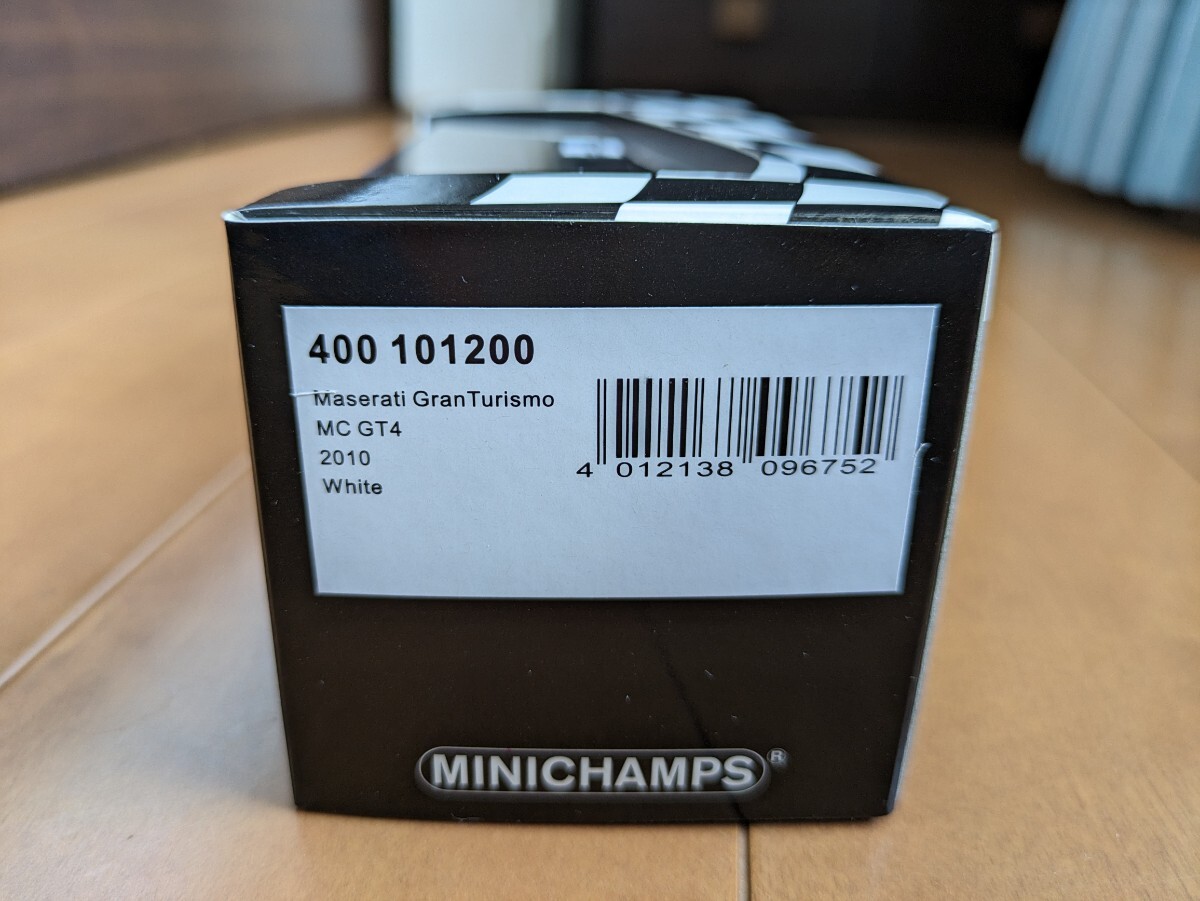 400 101200
Maserati GranTurismo
MC GT4
2010
White
4 012138 096752
MINICHAMPS®